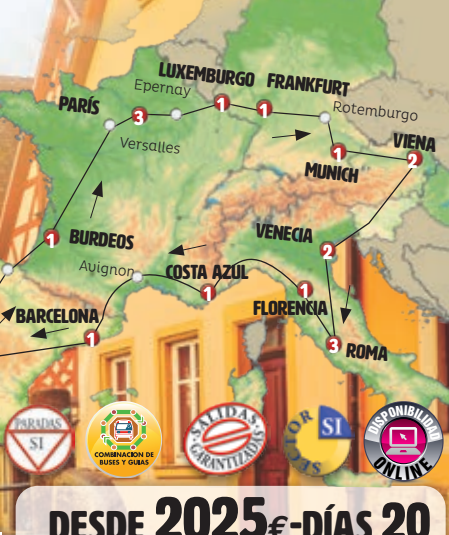 LUXEMBURGO FRANKFURT
Epernay
PARÍS
3
1
1
Rotemburgo
Versalles
VIENA
1
2
MUNICH
1
BURDEOS
VENECIA
2
Avignon
COSTA AZUL
1
1
FLORENCIA
BARCELONA
1
3 ROMA
PARADAS
SI
COMBINACION DE
BUSES Y GUIAS
SALIDAS
GARANTIZADAS
SECTOR
SI
DISPONIBILIDAD
ONLINE
DESDE 2025€-DÍAS 20